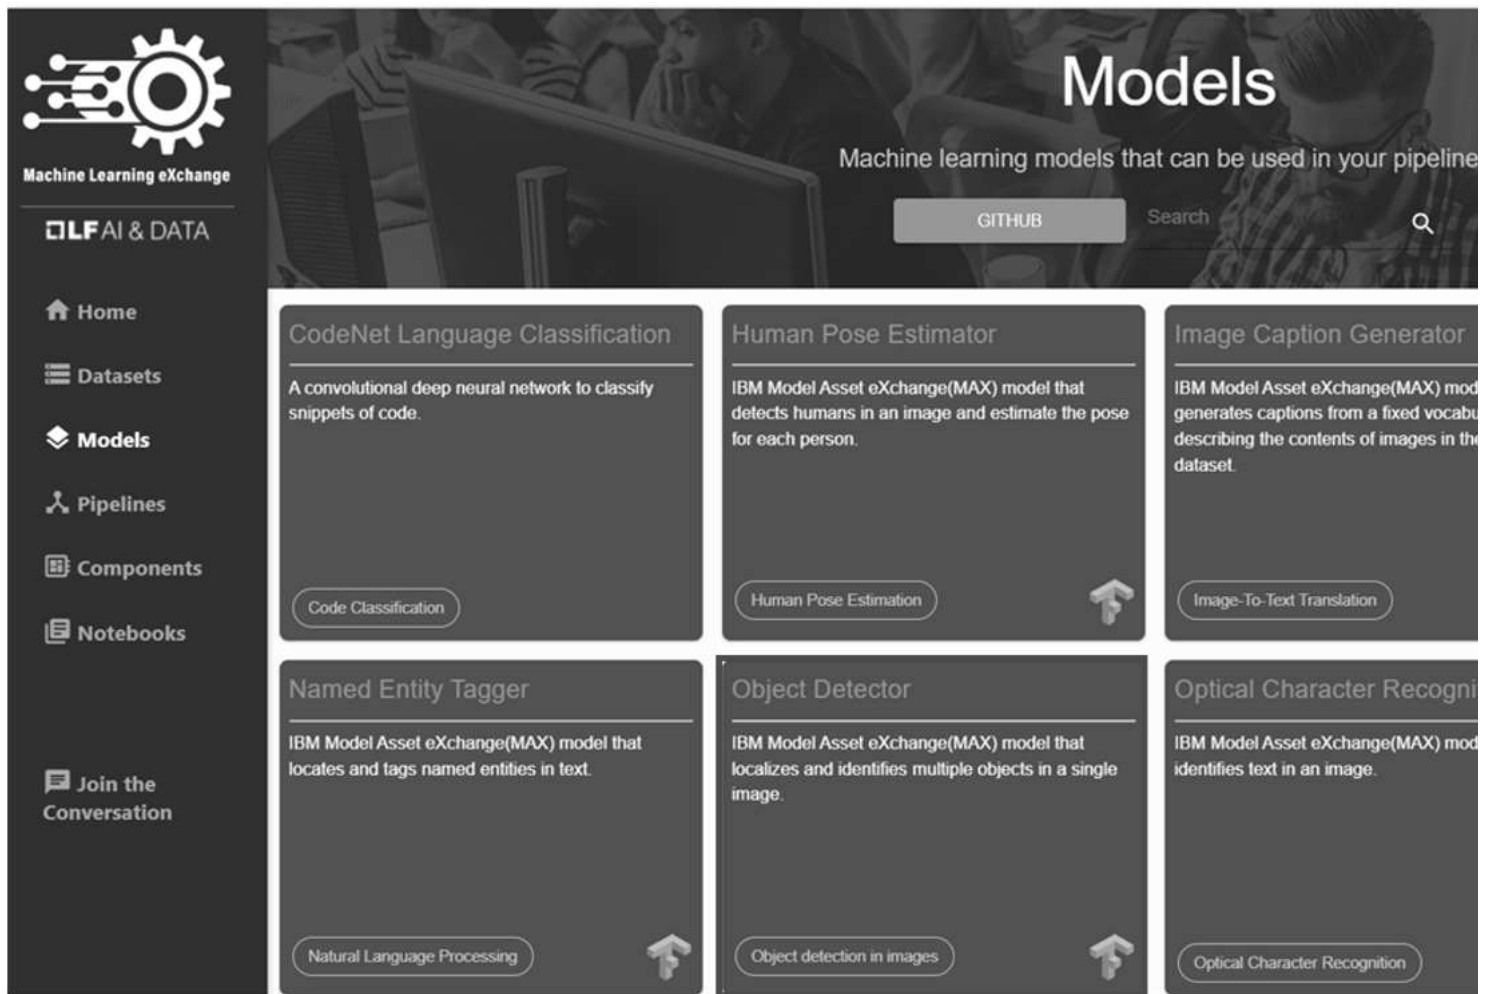 Machine Learning eXchange
LF AI & DATA
Home
Datasets
Models
Pipelines
Components
Notebooks
Join the
Conversation
Models
Machine learning models that can be used in your pipeline
GITHUB
Search
CodeNet Language Classification
A convolutional deep neural network to classify
snippets of code.
Code Classification
Human Pose Estimator
IBM Model Asset eXchange(MAX) model that
detects humans in an image and estimate the pose
for each person.
Human Pose Estimation
Image Caption Generator
IBM Model Asset eXchange(MAX) mod
generates captions from a fixed vocabu
describing the contents of images in the
dataset.
Image-To-Text Translation
Named Entity Tagger
IBM Model Asset eXchange(MAX) model that
locates and tags named entities in text.
Natural Language Processing
Object Detector
IBM Model Asset eXchange(MAX) model that
localizes and identifies multiple objects in a single
image.
Object detection in images
Optical Character Recogni
IBM Model Asset eXchange(MAX) mod
identifies text in an image.
Optical Character Recognition